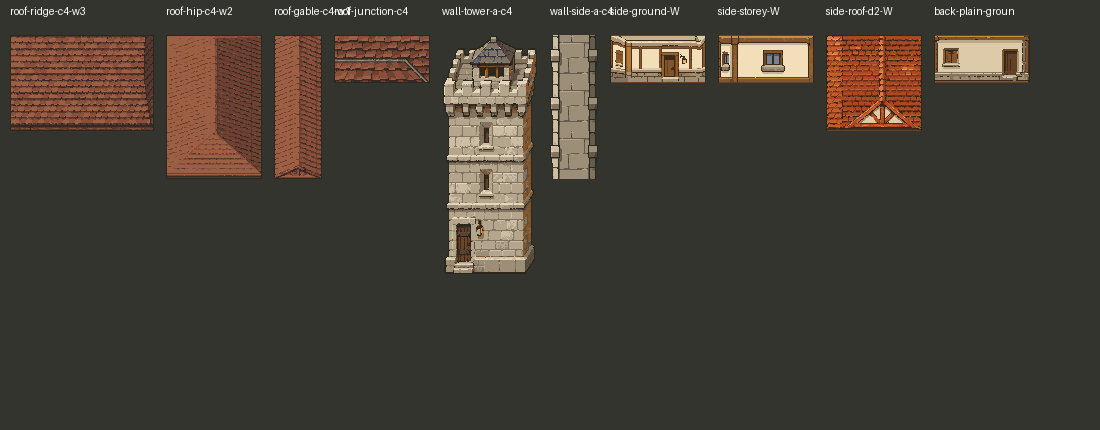 roof-ridge-c4-w3
roof-hip-c4-w2
roof-gable-c4-w
roof-junction-c4
wall-tower-a-c4
wall-side-a-c4
side-ground-W
side-storey-W
side-roof-d2-W
back-plain-groun